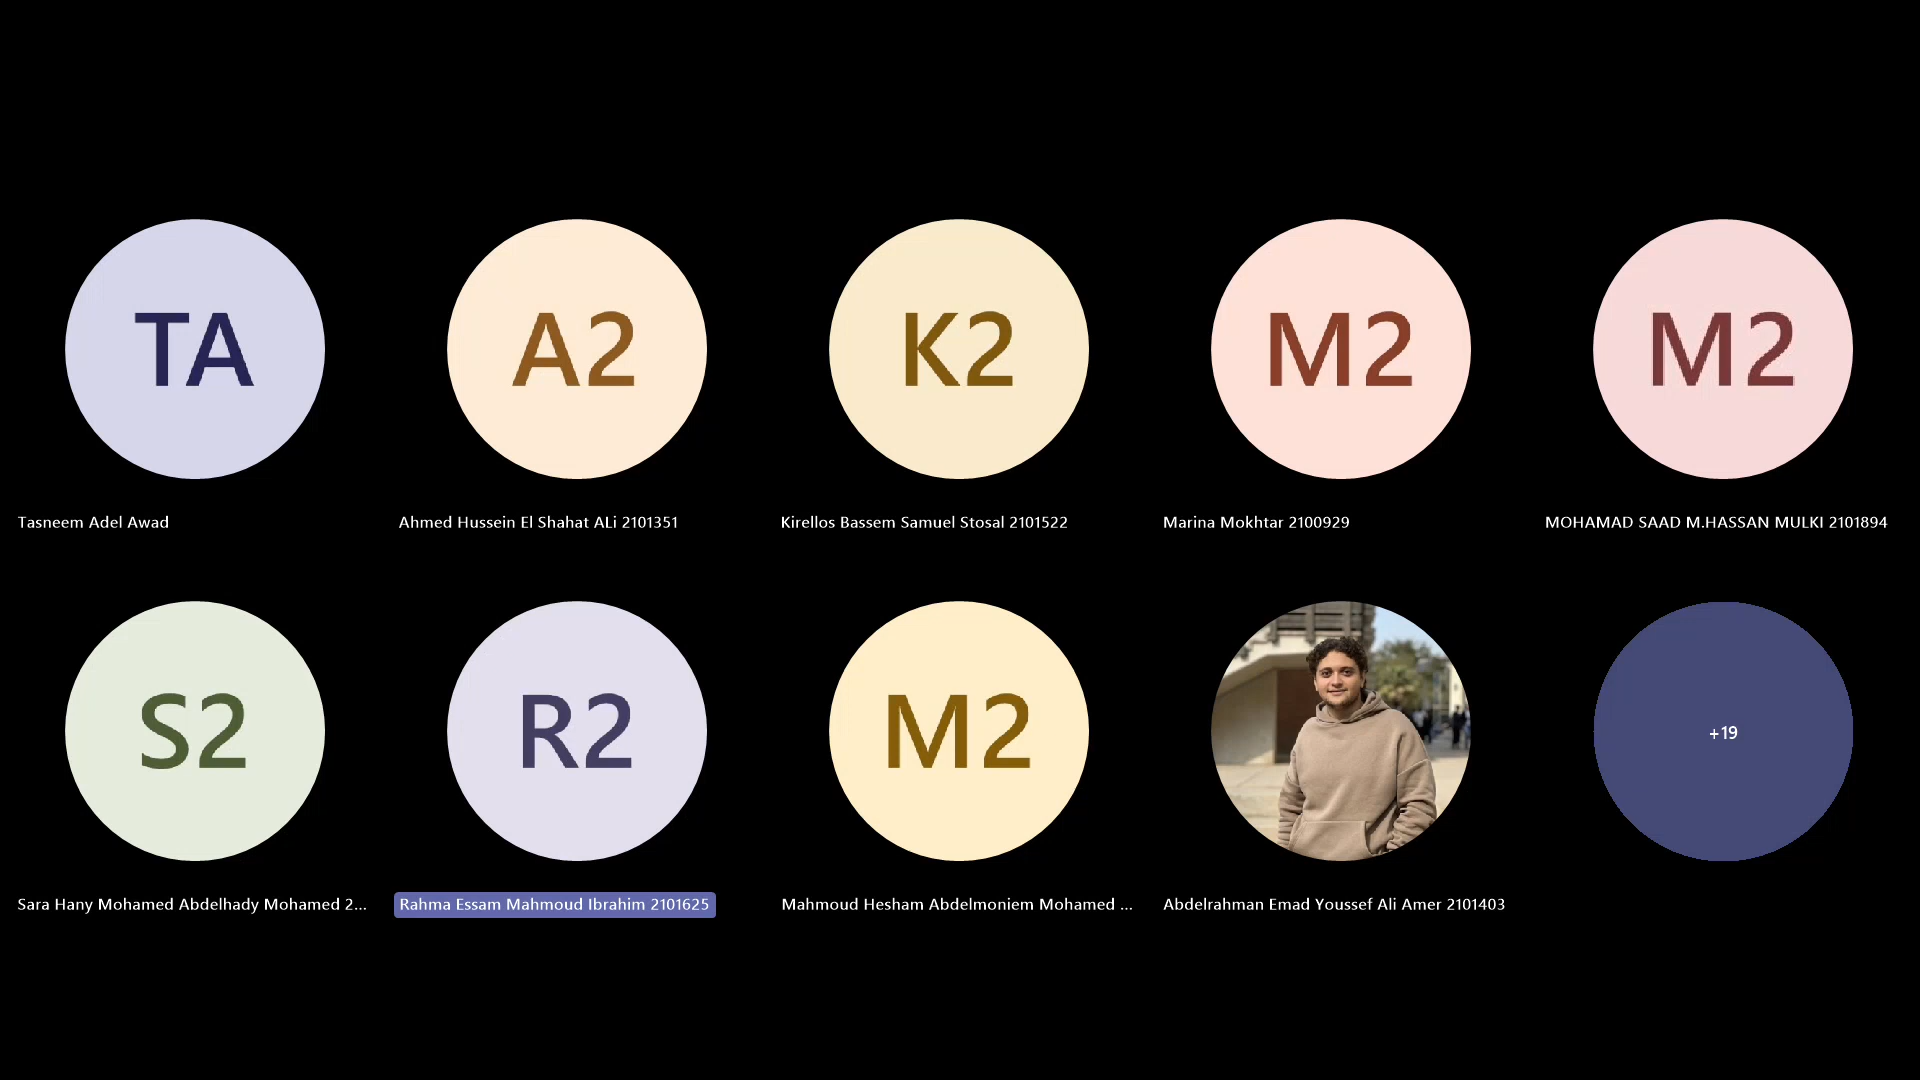 TA
A2
K2
M2
M2
Tasneem Adel Awad
Ahmed Hussein El Shahat ALi 2101351
Kirellos Bassem Samuel Stosal 2101522
Marina Mokhtar 2100929
MOHAMAD SAAD M.HASSAN MULKI 2101894
S2
R2
M2
+19
Sara Hany Mohamed Abdelhady Mohamed 2...
Rahma Essam Mahmoud Ibrahim 2101625
Mahmoud Hesham Abdelmoniem Mohamed ...
Abdelrahman Emad Youssef Ali Amer 2101403